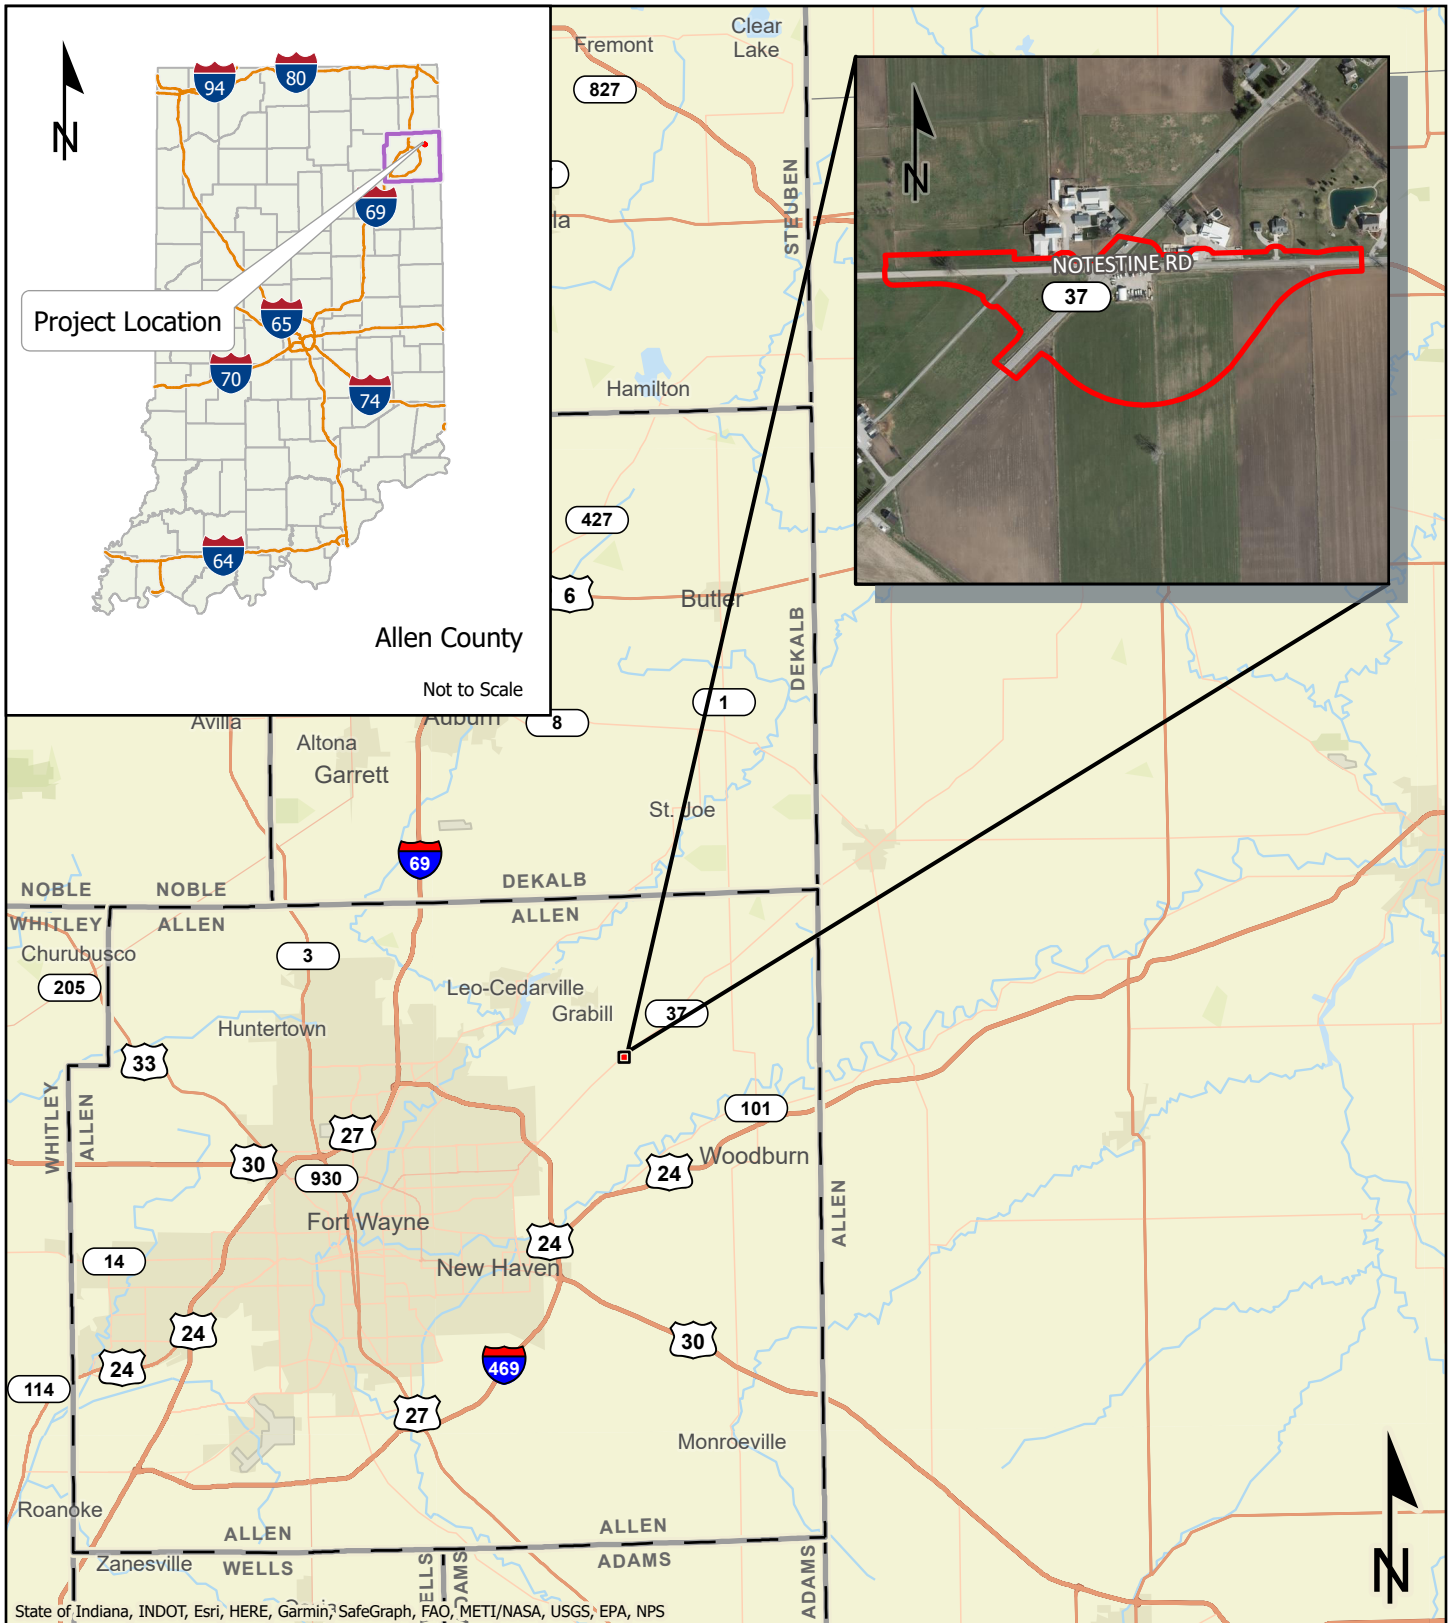 N
94
80
69
Project Location
65
70
74
64
Allen County
Not to Scale
Fremont
Clear
Lake
827
STEUBEN
la
Hamilton
427
6
Butler
DEKALB
1
8
N
NOTESTINE RD
37
Avilla
Auburn
Altona
Garrett
St. Joe
69
NOBLE
NOBLE
DEKALB
WHITLEY
ALLEN
ALLEN
Churubusco
3
205
Leo-Cedarville
Grabill
37
Huntertown
33
WHITLEY
ALLEN
101
27
30
930
24
Woodburn
Fort Wayne
ALLEN
24
14
New Haven
24
30
24
469
114
27
Monroeville
Roanoke
ALLEN
ALLEN
Zanesville
WELLS
ADAMS
ELLS
DAMS
ADAMS
N
State of Indiana, INDOT, Esri, HERE, Garmin, SafeGraph, FAO, METI/NASA, USGS, EPA, NPS